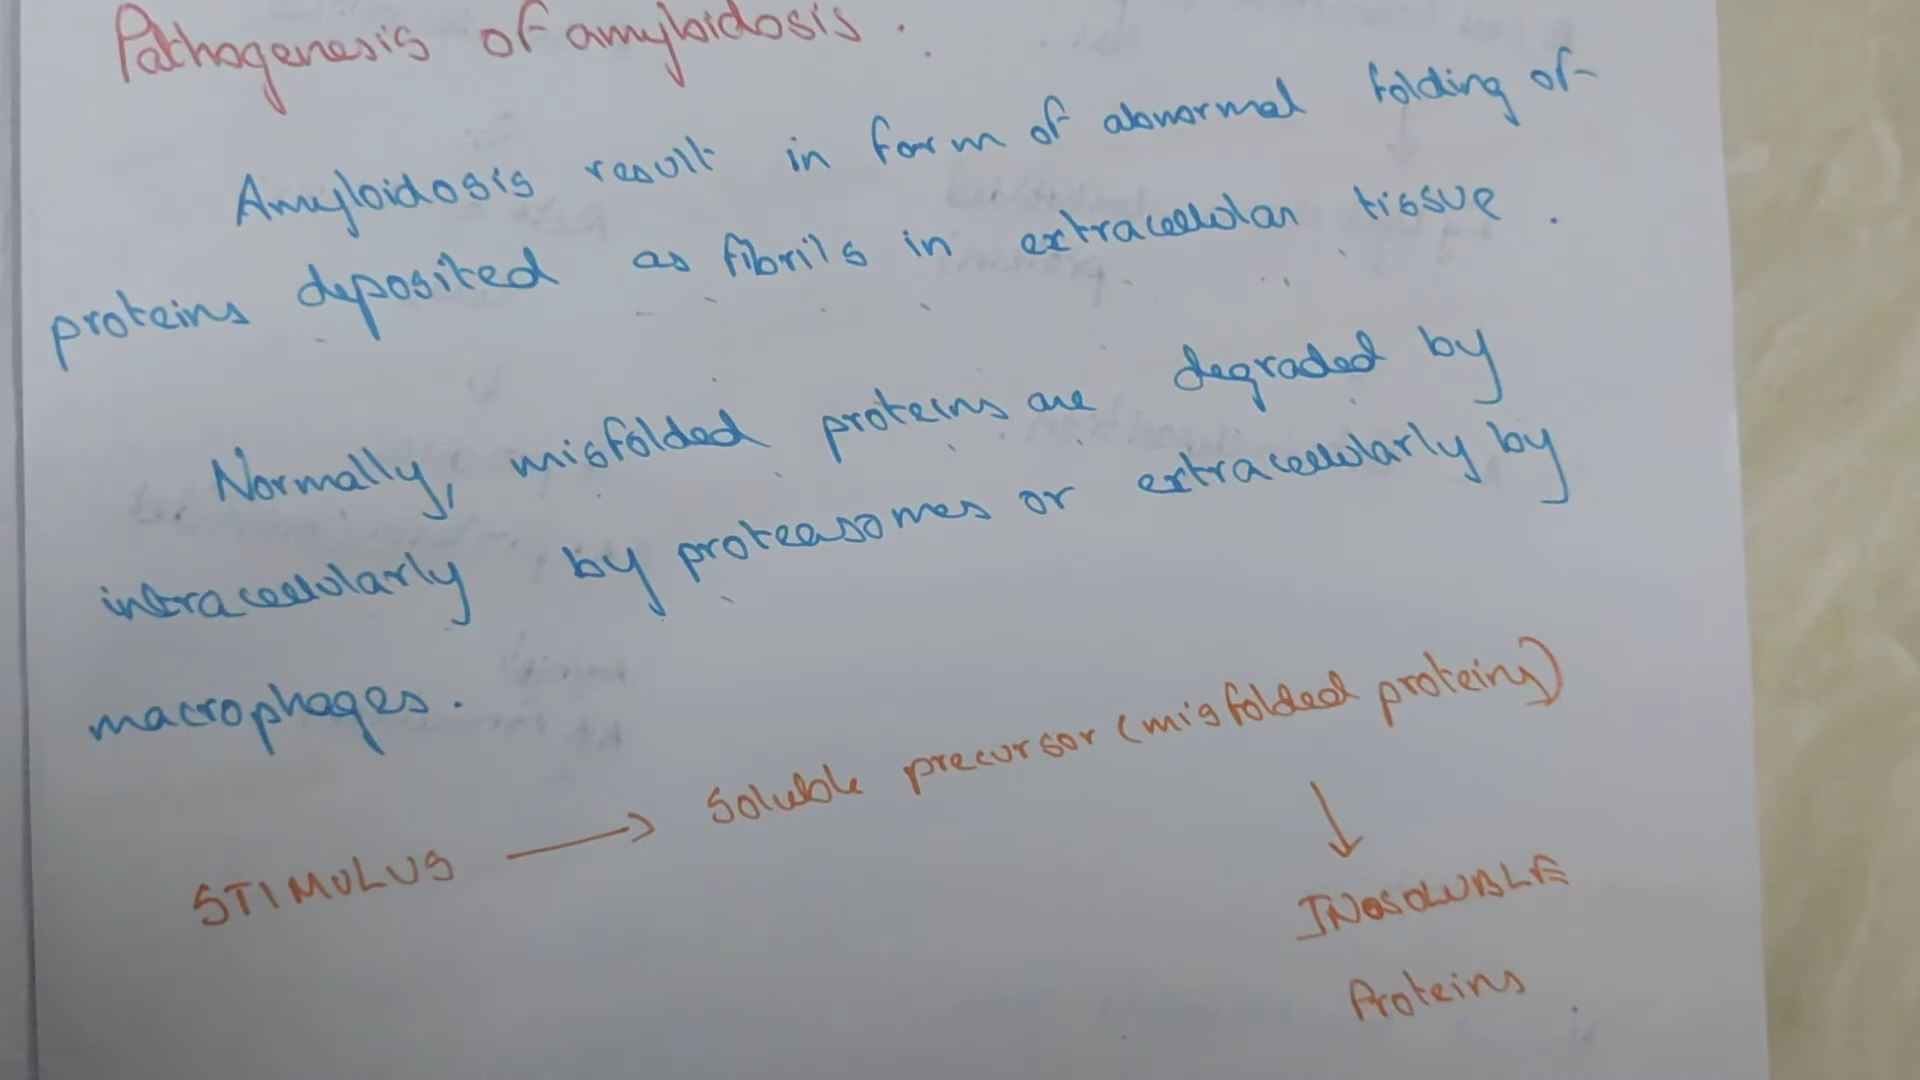 Pathogenesis of amyloidosis.
Amyloidosis result in form of abnormal folding of
proteins deposited as fibrils in extracellular tissue.
Normally, misfolded proteins are degraded by
intracellularly by proteasomes or extracellularly by
macrophages.
STIMULUS → Soluble precursor (misfolded proteins)
↓
INSOLUBLE
Proteins